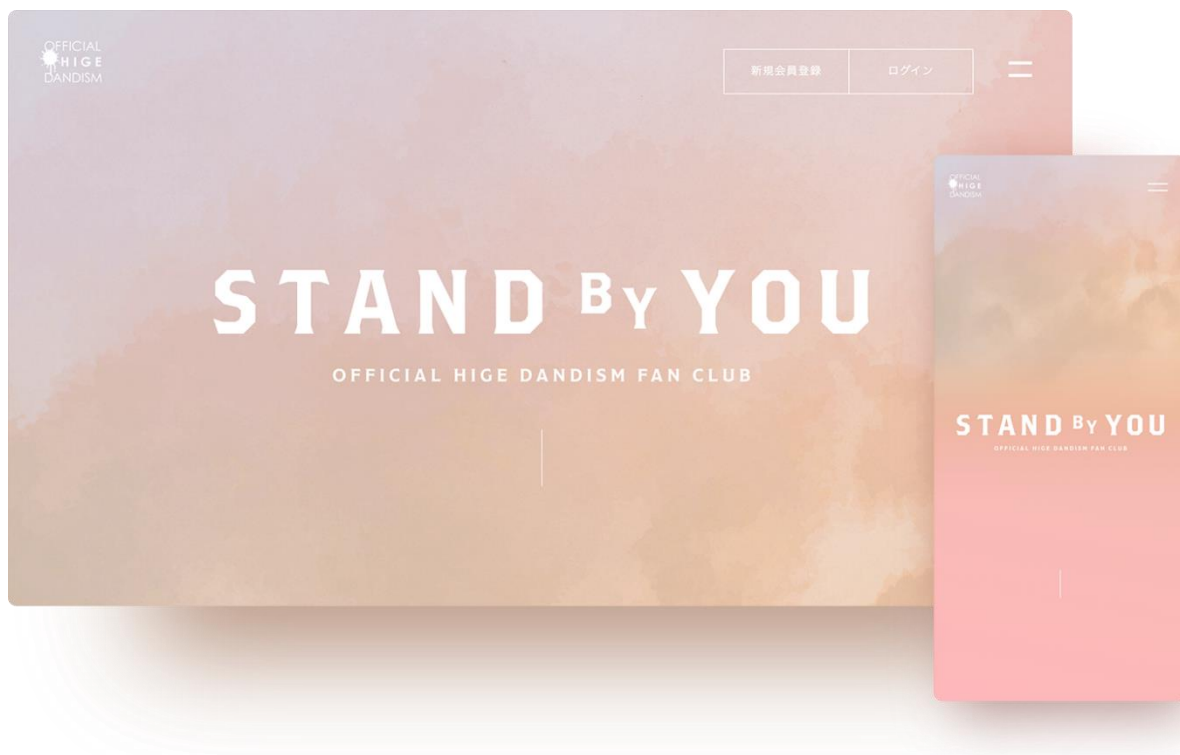 OFFICIAL
HIGE
DANDISM
新規会員登録
ログイン
STAND BY YOU
OFFICIAL HIGE DANDISM FAN CLUB
OFFICIAL
HIGE
DANDISM
STAND BY YOU
OFFICIAL HIGE DANDISM FAN CLUB